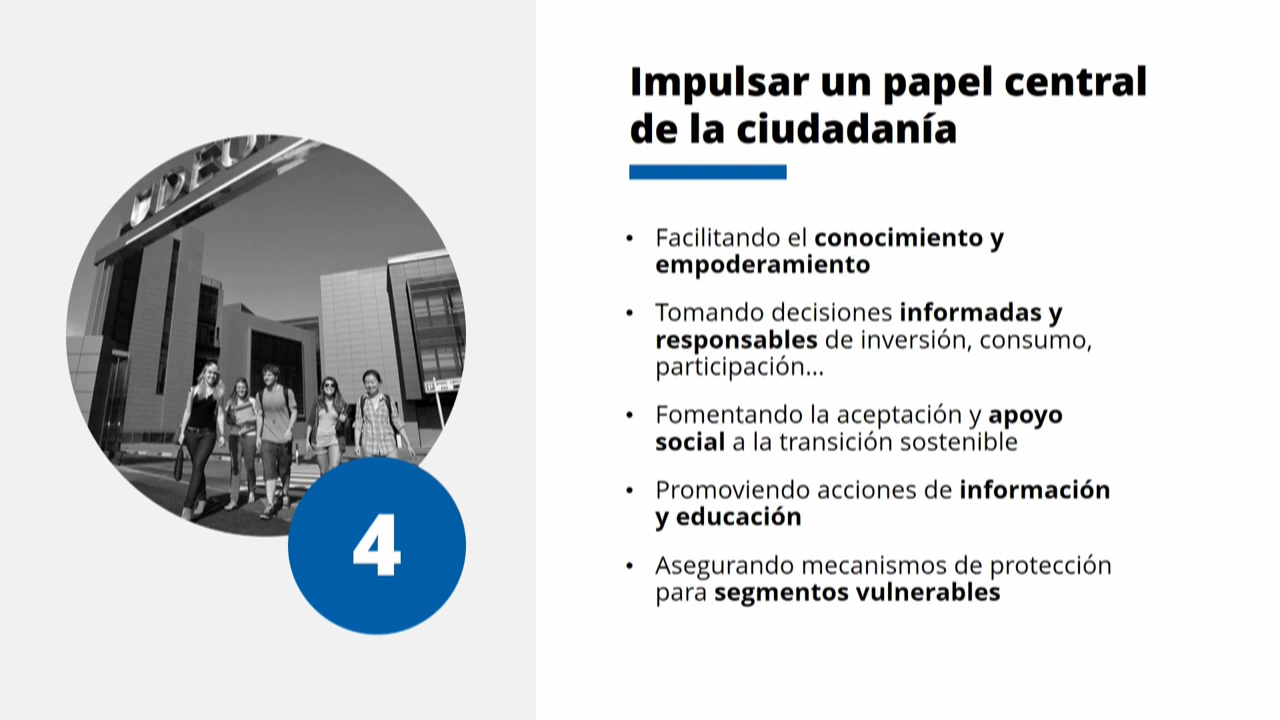 Impulsar un papel central
de la ciudadanía
• Facilitando el conocimiento y
empoderamiento
• Tomando decisiones informadas y
responsables de inversión, consumo,
participación...
• Fomentando la aceptación y apoyo
social a la transición sostenible
• Promoviendo acciones de información
y educación
• Asegurando mecanismos de protección
para segmentos vulnerables
4